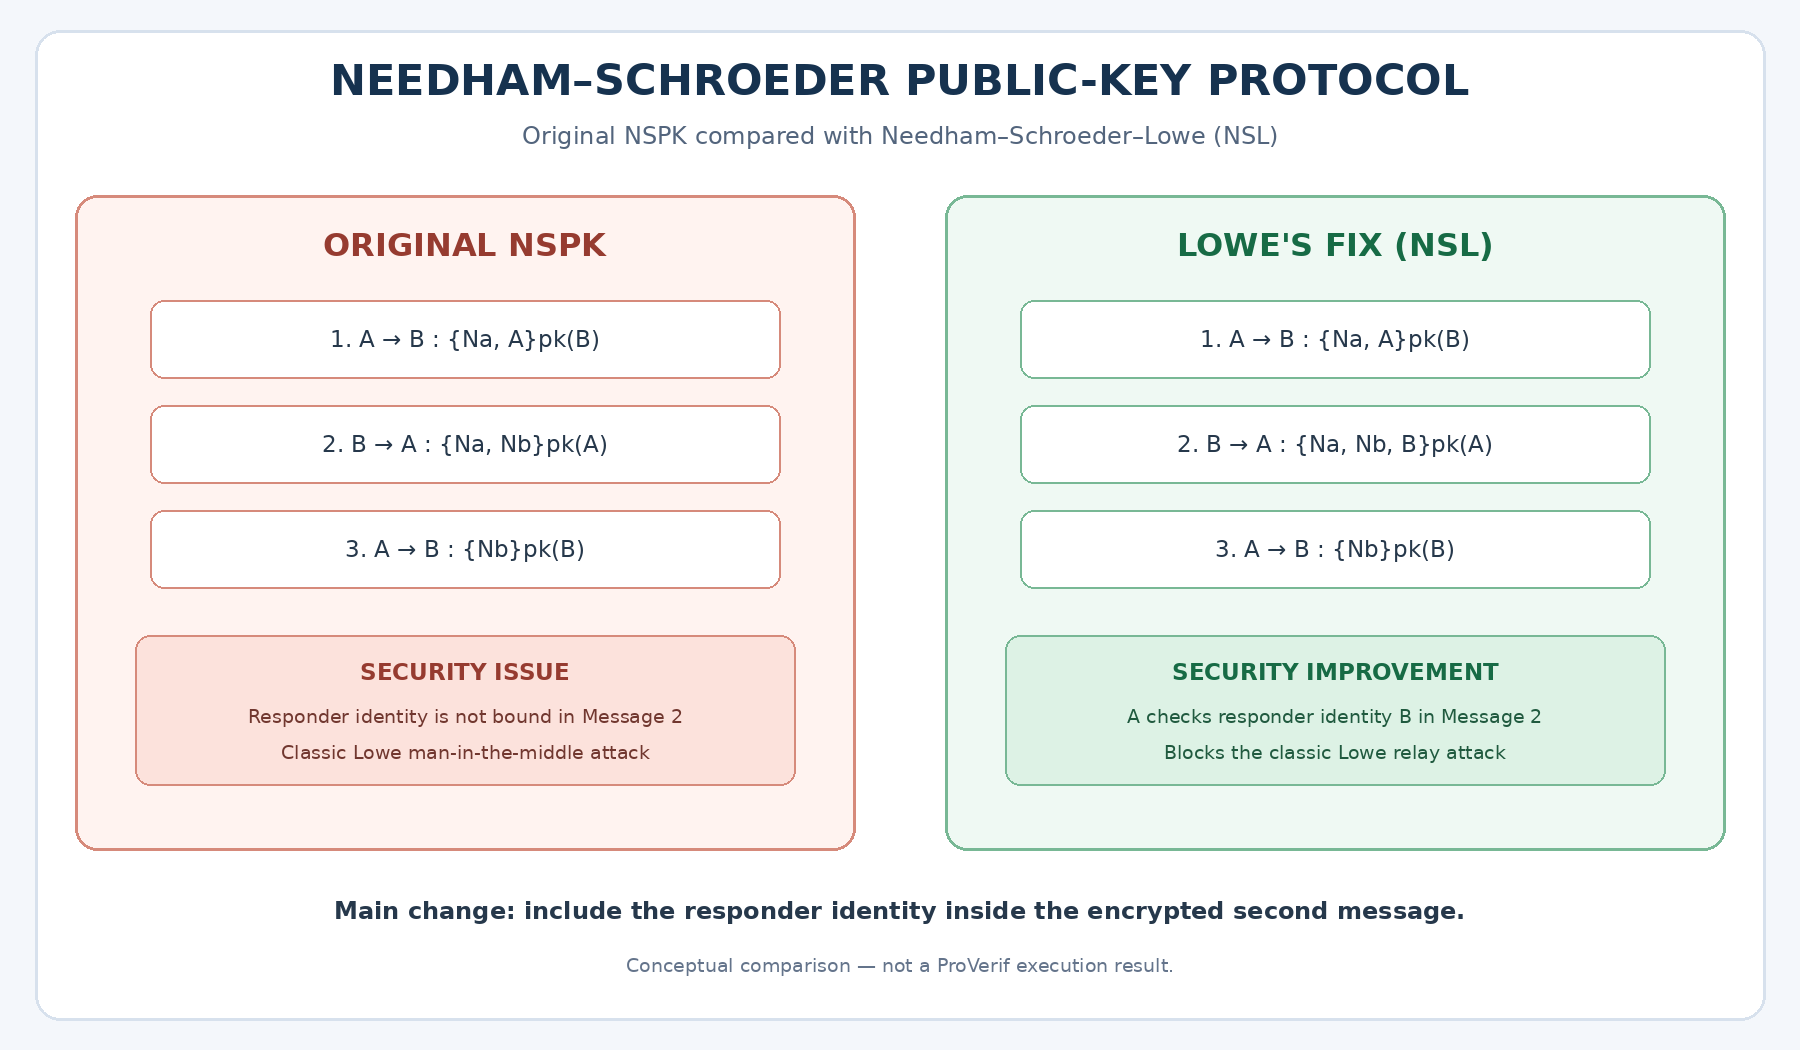 NEEDHAM–SCHROEDER PUBLIC-KEY PROTOCOL
Original NSPK compared with Needham–Schroeder–Lowe (NSL)
ORIGINAL NSPK
1. A → B : {Na, A}pk(B)
2. B → A : {Na, Nb}pk(A)
3. A → B : {Nb}pk(B)
SECURITY ISSUE
Responder identity is not bound in Message 2
Classic Lowe man-in-the-middle attack
LOWE'S FIX (NSL)
1. A → B : {Na, A}pk(B)
2. B → A : {Na, Nb, B}pk(A)
3. A → B : {Nb}pk(B)
SECURITY IMPROVEMENT
A checks responder identity B in Message 2
Blocks the classic Lowe relay attack
Main change: include the responder identity inside the encrypted second message.
Conceptual comparison — not a ProVerif execution result.